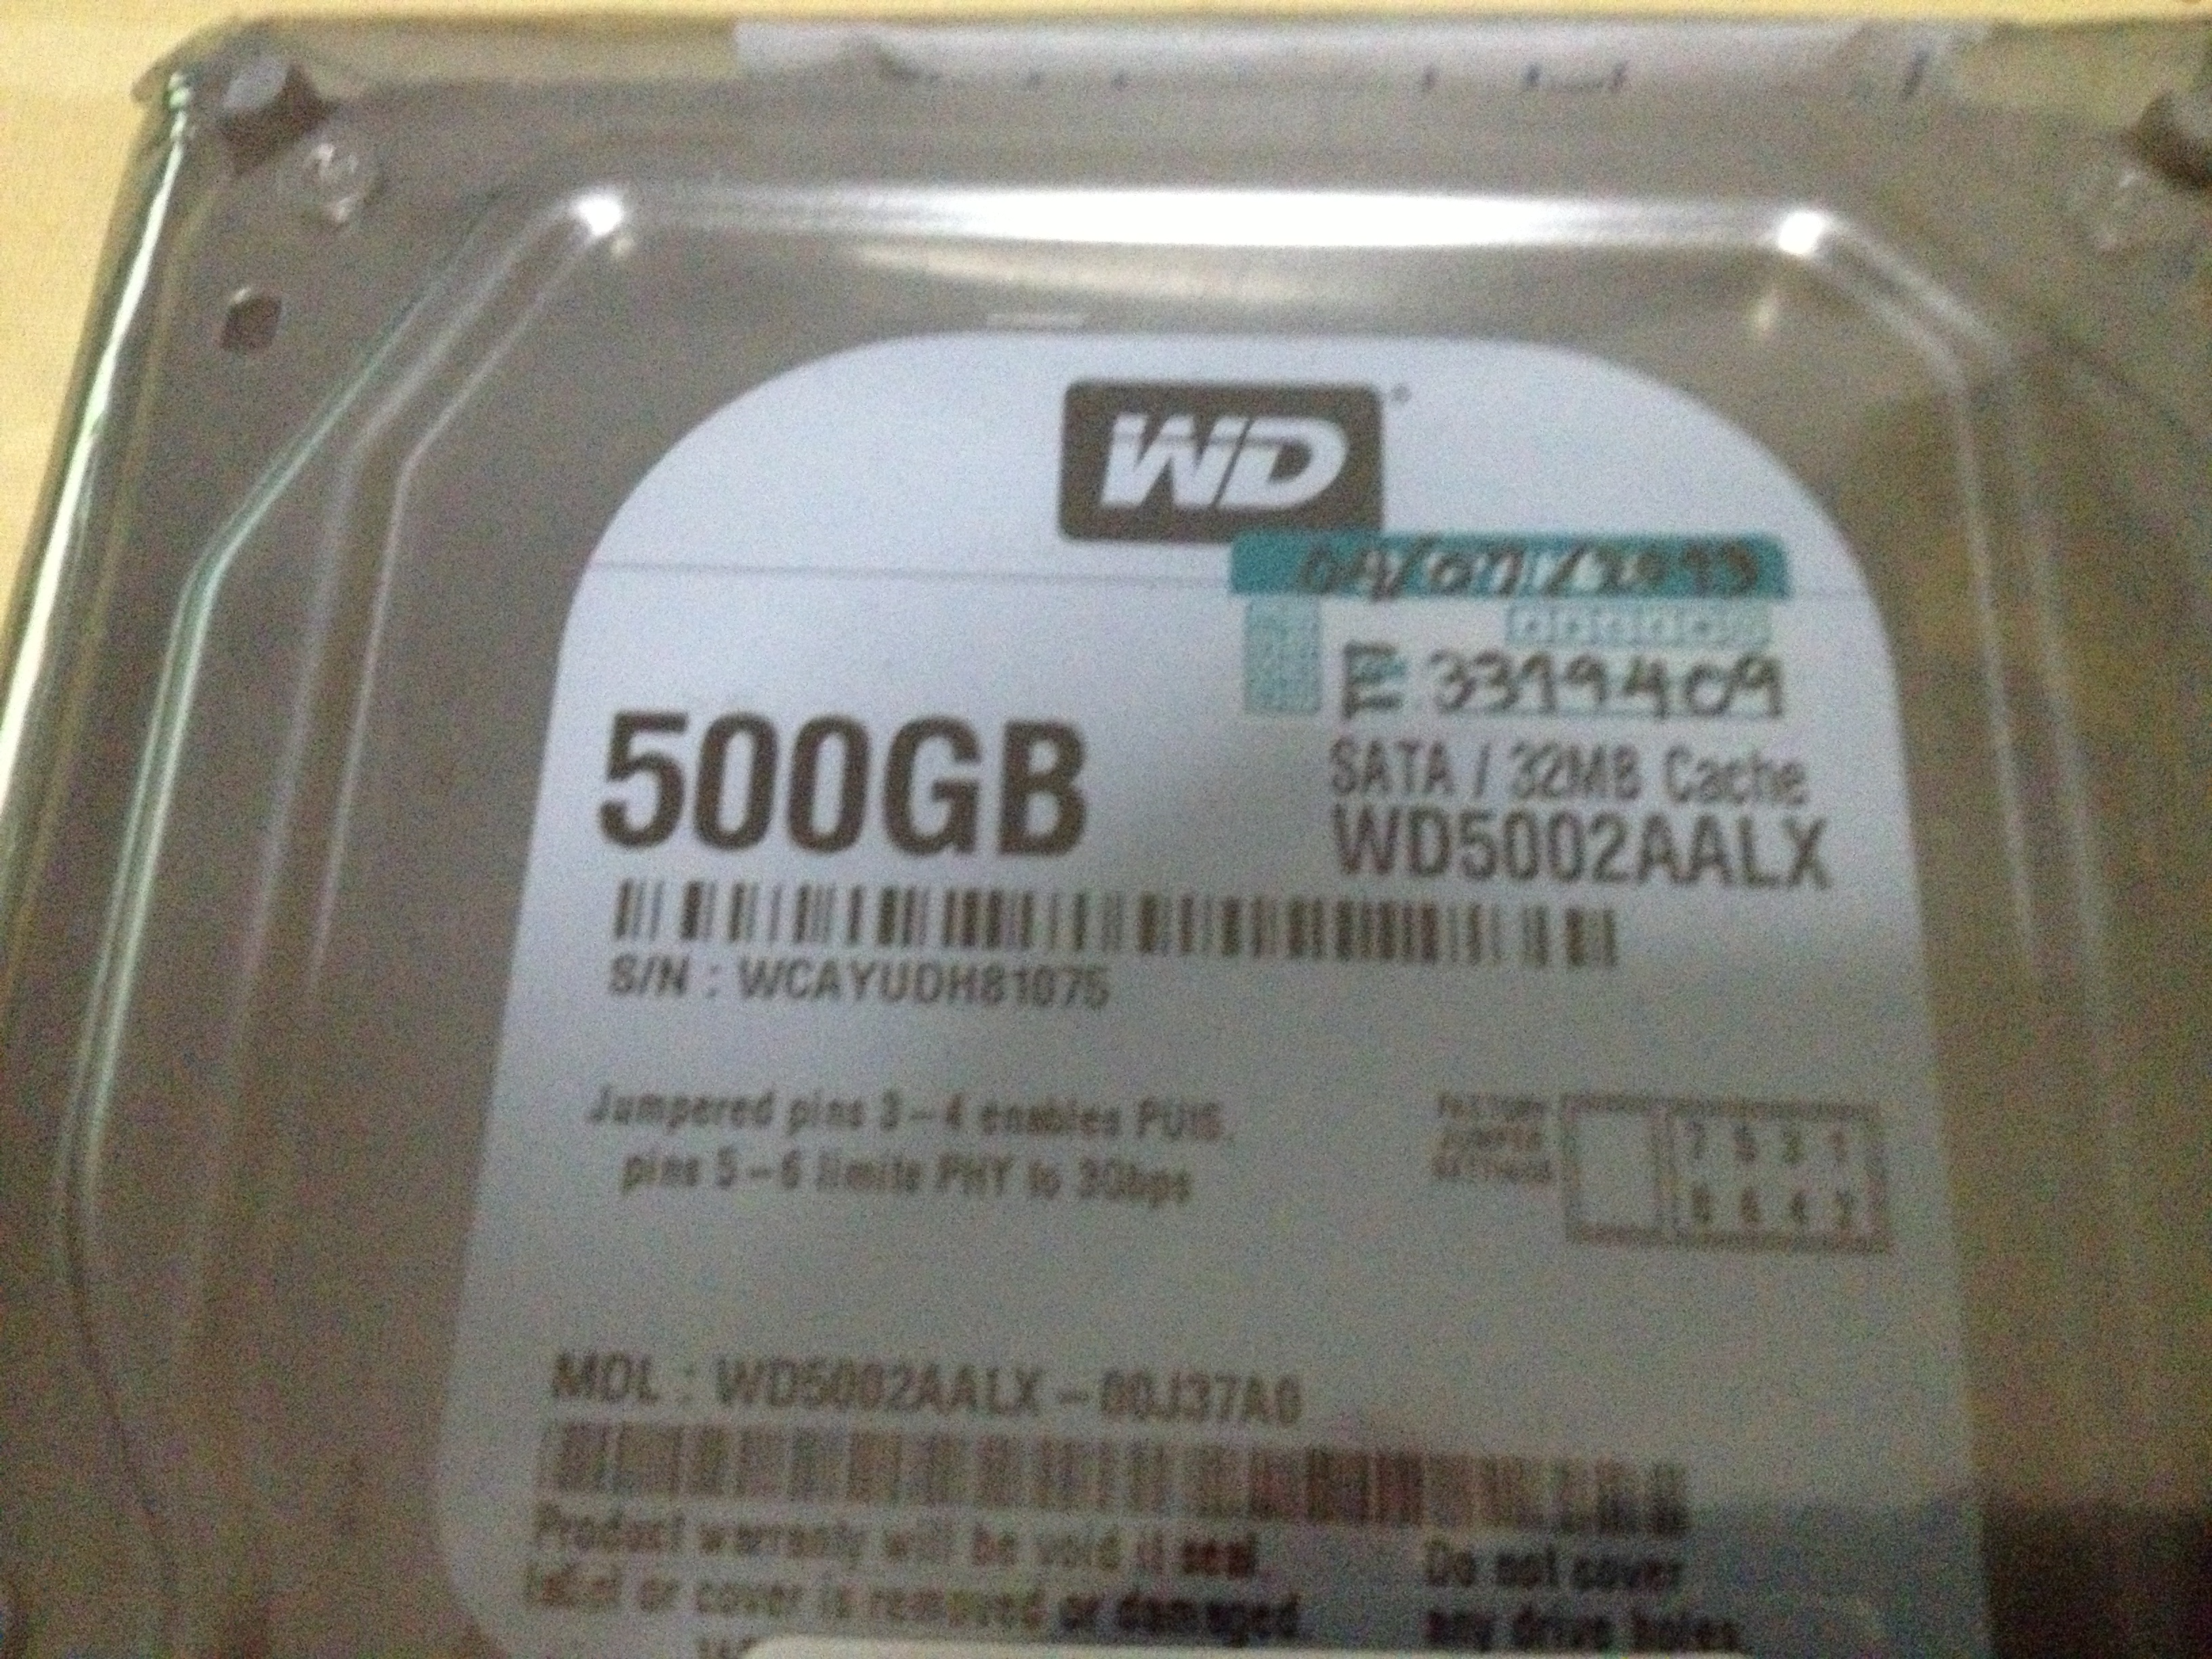 WD
E 3319409
500GB
SATA / 32MB Cache
WD5002AALX
S/N : WCAYUDH81075
Jumpered pins 3-4 enables PUIS,
pins 5-6 limits PHY to 3Gbps
7 5 3 1
8 6 4 2
MDL : WD5002AALX - 00J37A0
Product warranty will be void if seal,
label or cover is removed or damaged.
Do not cover
any drive holes.